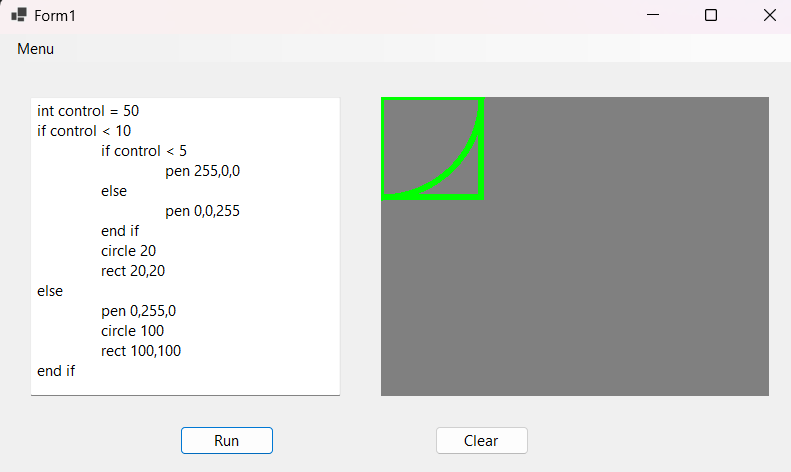 Form1
Menu
int control = 50
if control < 10
if control < 5
pen 255,0,0
else
pen 0,0,255
end if
circle 20
rect 20,20
else
pen 0,255,0
circle 100
rect 100,100
end if
Run
Clear